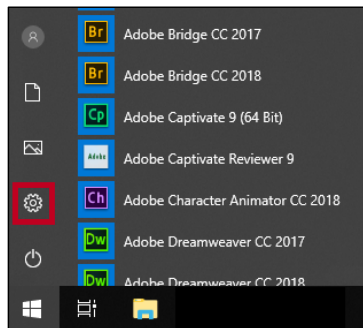 Br Adobe Bridge CC 2017
Br Adobe Bridge CC 2018
Cp Adobe Captivate 9 (64 Bit)
Adobe Adobe Captivate Reviewer 9
Ch Adobe Character Animator CC 2018
Dw Adobe Dreamweaver CC 2017
Dw Adobe Dreamweaver CC 2018